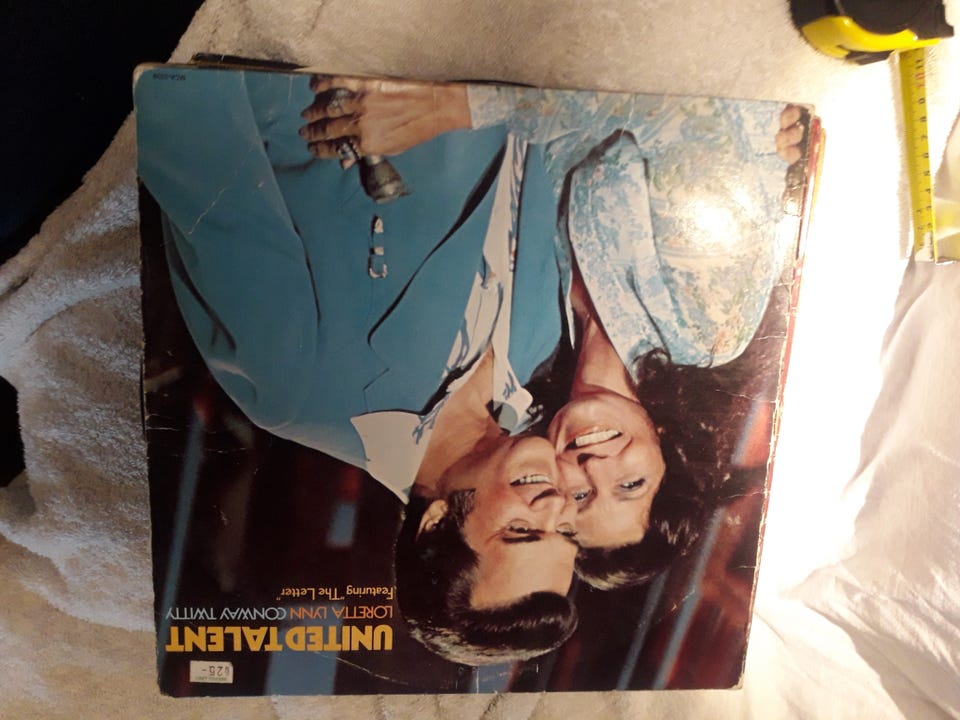 UNITED TALENT
LORETTA LYNN CONWAY TWITTY
Featuring "The Letter"